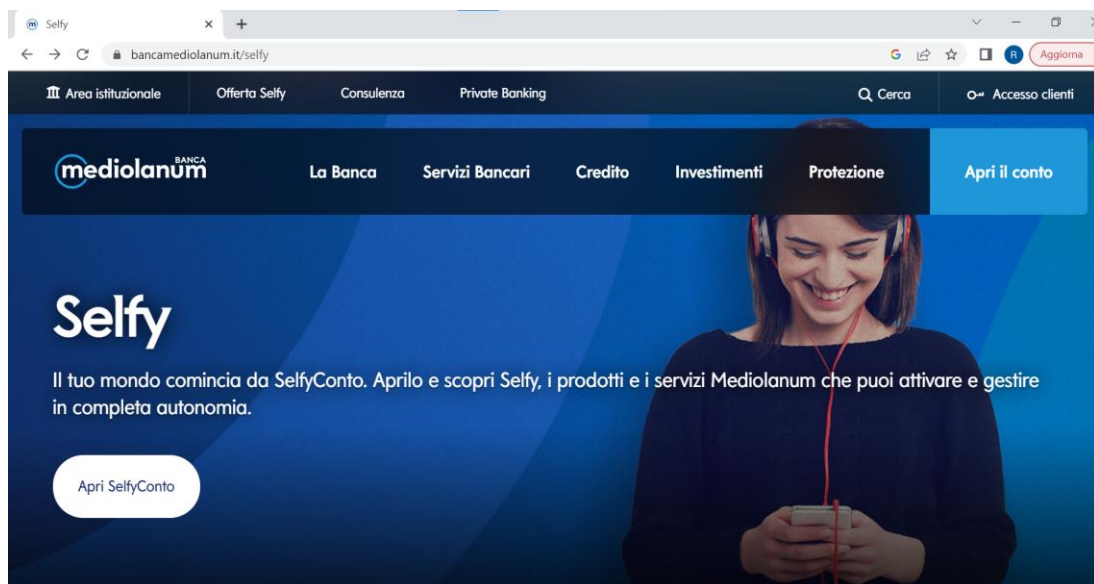 Selfy
bancamediolanum.it/selfy
R
Aggiorna
Area istituzionale Offerta Selfy Consulenza Private Banking Cerca Accesso clienti
mediolanum BANCA La Banca Servizi Bancari Credito Investimenti Protezione Apri il conto
Selfy
Il tuo mondo comincia da SelfyConto. Aprilo e scopri Selfy, i prodotti e i servizi Mediolanum che puoi attivare e gestire
in completa autonomia.
Apri SelfyConto